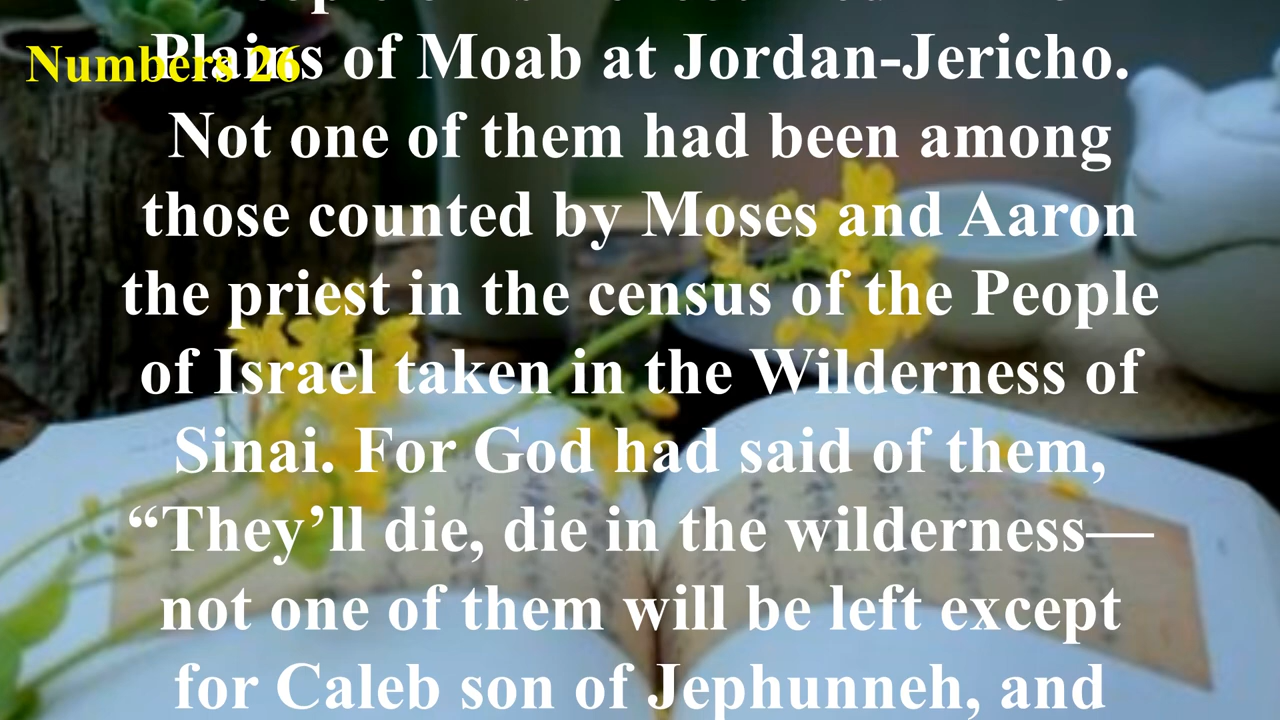 Numbers 26
Plains of Moab at Jordan-Jericho.
Not one of them had been among
those counted by Moses and Aaron
the priest in the census of the People
of Israel taken in the Wilderness of
Sinai. For God had said of them,
“They’ll die, die in the wilderness—
not one of them will be left except
for Caleb son of Jephunneh, and